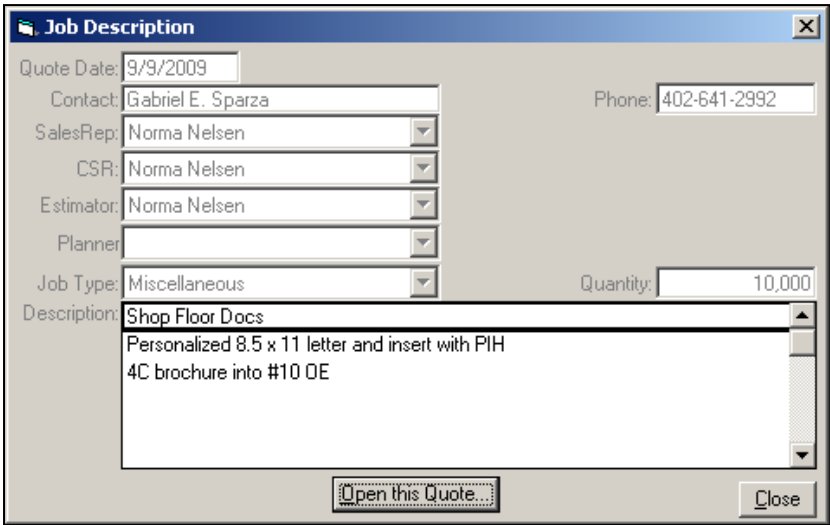 Job Description
Quote Date: 9/9/2009
Contact: Gabriel E. Sparza Phone: 402-641-2992
SalesRep: Norma Nelsen
CSR: Norma Nelsen
Estimator: Norma Nelsen
Planner
Job Type: Miscellaneous Quantity: 10,000
Description: Shop Floor Docs
Personalized 8.5 x 11 letter and insert with PIH
4C brochure into #10 OE
Open this Quote... Close